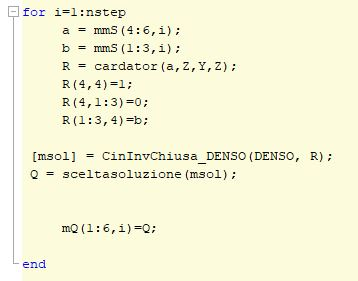 for i=1:nstep
a = mmS(4:6,i);
b = mmS(1:3,i);
R = cardator(a,Z,Y,Z);
R(4,4)=1;
R(4,1:3)=0;
R(1:3,4)=b;
[msol] = CinInvChiusa_DENSO(DENSO, R);
Q = sceltasoluzione(msol);
mQ(1:6,i)=Q;
end